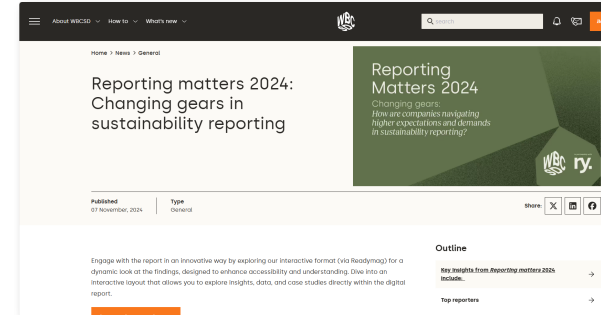 About WBCSD
How to
What's new
WBC
search
Home > News > General
Reporting matters 2024:
Changing gears in
sustainability reporting
Reporting
Matters 2024
Changing gears:
How are companies navigating
higher expectations and demands
in sustainability reporting?
WBC
ry.
Published
07 November, 2024
Type
General
Share:
Engage with the report in an innovative way by exploring our interactive format (via Readymag) for a
dynamic look at the findings, designed to enhance accessibility and understanding. Dive into an
interactive layout that allows you to explore insights, data, and case studies directly within the digital
report.
Outline
Key insights from Reporting matters 2024
include:
Top reporters